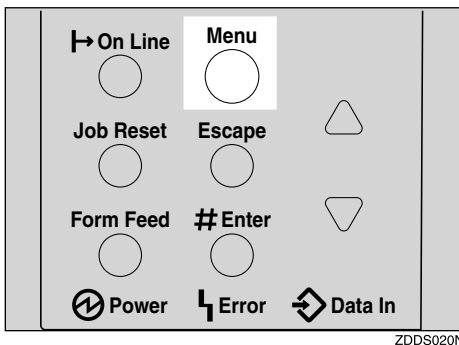 On Line Menu
Job Reset Escape
Form Feed # Enter
Power Error Data In
ZDDS020N